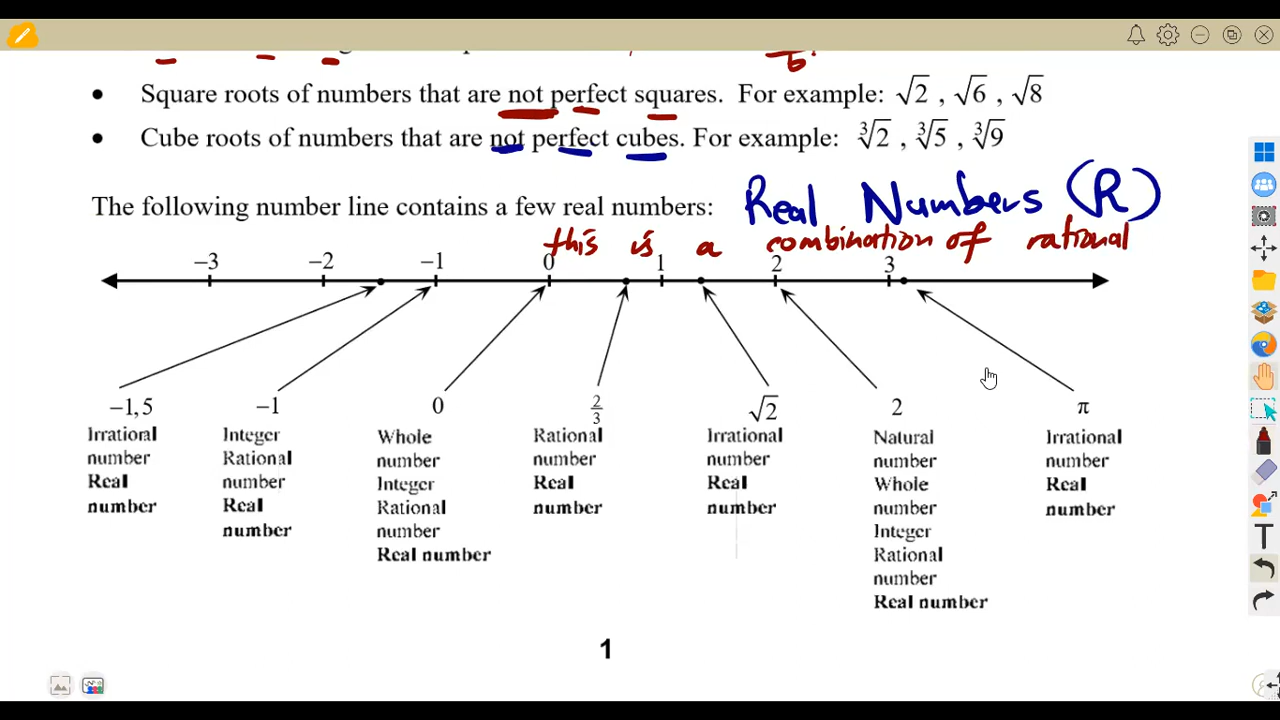 • Square roots of numbers that are not perfect squares. For example: √2 , √6 , √8
• Cube roots of numbers that are not perfect cubes. For example: ∛2 , ∛5 , ∛9
The following number line contains a few real numbers: Real Numbers (R)
this is a combination of rational
−3 −2 −1 0 1 2 3
−1,5 −1 0 2/3 √2 2 π
Irrational
number
Real
number
Integer
Rational
number
Real
number
Whole
number
Integer
Rational
number
Real number
Rational
number
Real
number
Irrational
number
Real
number
Natural
number
Whole
number
Integer
Rational
number
Real number
Irrational
number
Real
number
1
T